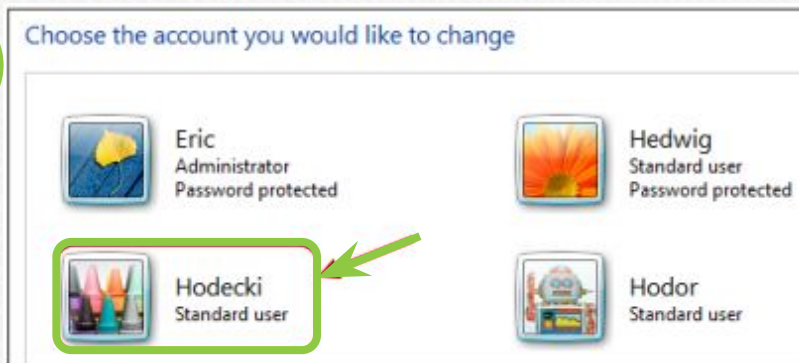 Choose the account you would like to change
Eric
Administrator
Password protected
Hedwig
Standard user
Password protected
Hodecki
Standard user
Hodor
Standard user